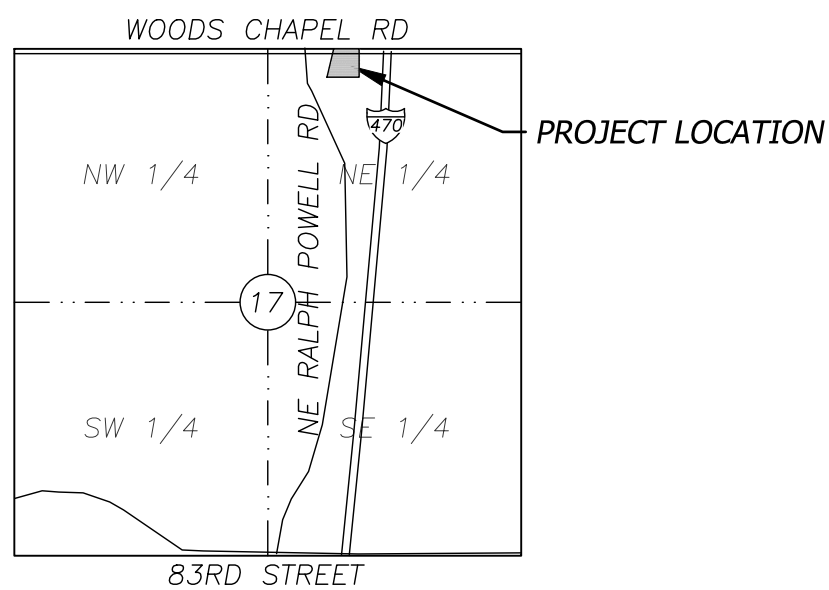 WOODS CHAPEL RD
470
PROJECT LOCATION
NW 1/4
NE 1/4
NE RALPH POWELL RD
17
SW 1/4
SE 1/4
83RD STREET